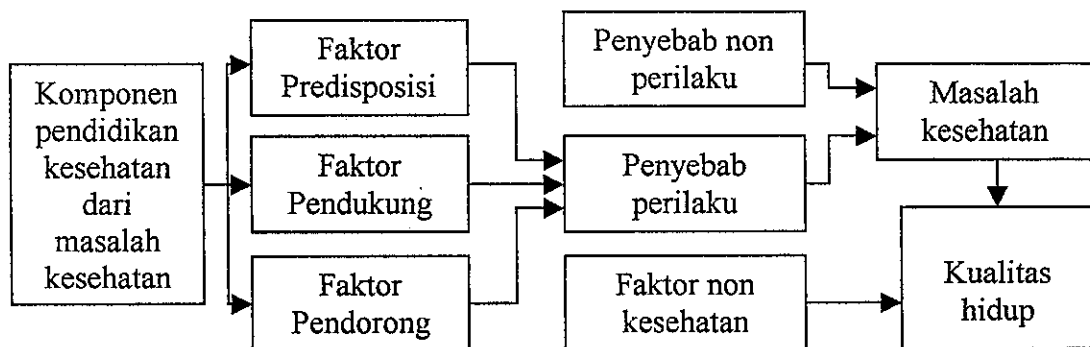 Komponen
pendidikan
kesehatan
dari
masalah
kesehatan
Faktor
Predisposisi
Faktor
Pendukung
Faktor
Pendorong
Penyebab non
perilaku
Penyebab
perilaku
Faktor non
kesehatan
Masalah
kesehatan
Kualitas
hidup